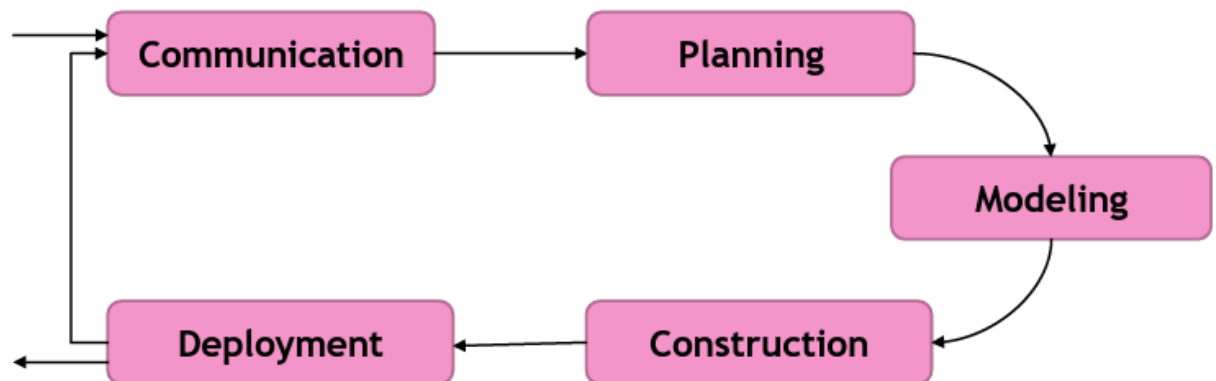 Communication
Planning
Modeling
Construction
Deployment